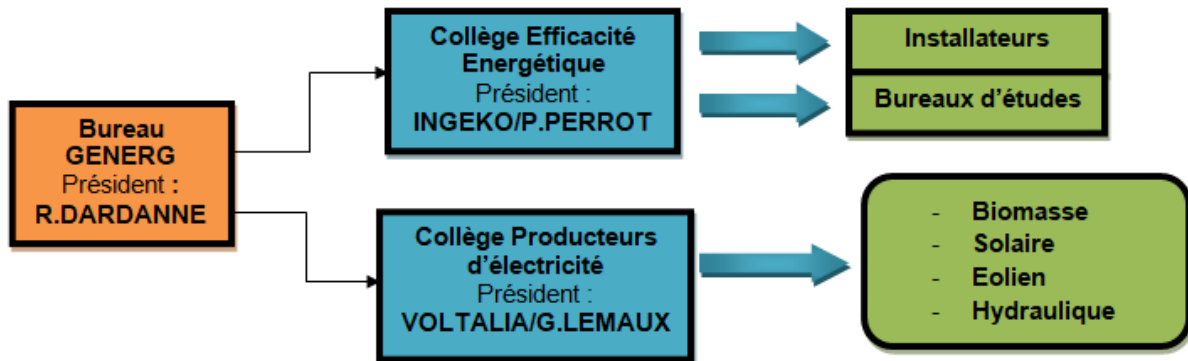 Bureau
GENERG
Président :
R.DARDANNE
Collège Efficacité
Energétique
Président :
INGEKO/P.PERROT
Installateurs
Bureaux d'études
Collège Producteurs
d'électricité
Président :
VOLTALIA/G.LEMAUX
- Biomasse
- Solaire
- Eolien
- Hydraulique